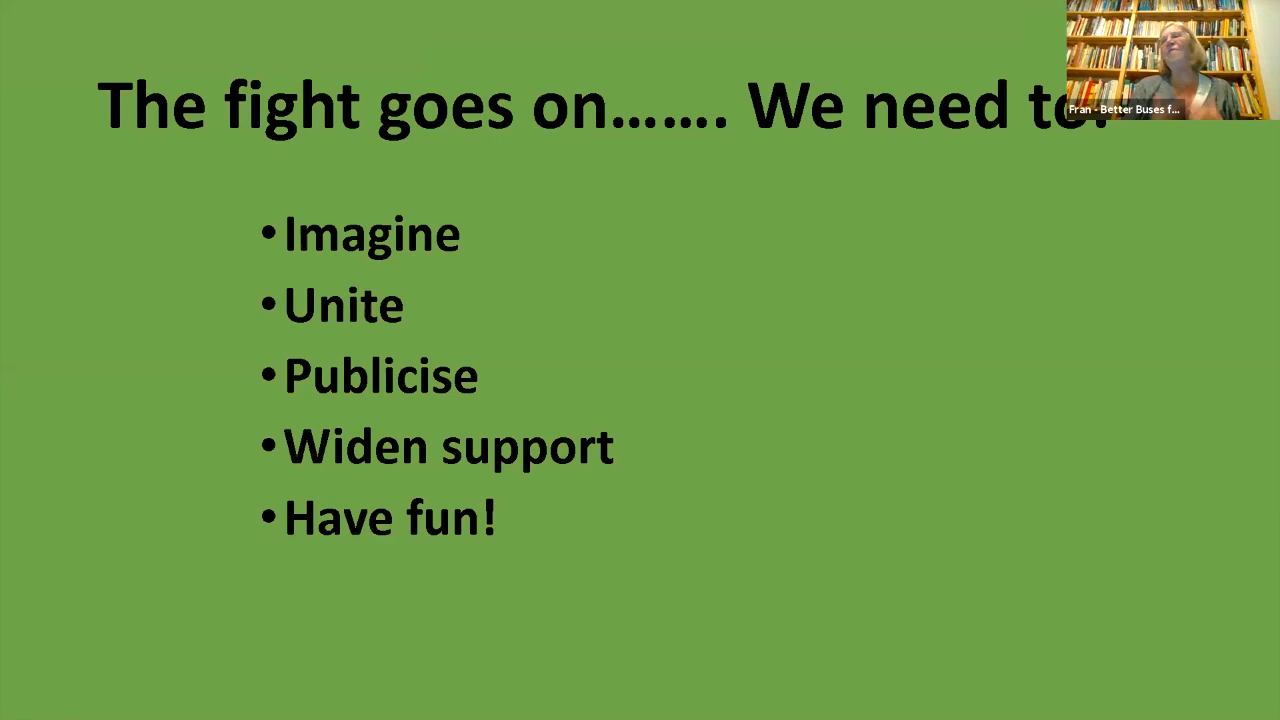 The fight goes on……. We need to:
Fran - Better Buses f...
• Imagine
• Unite
• Publicise
• Widen support
• Have fun!